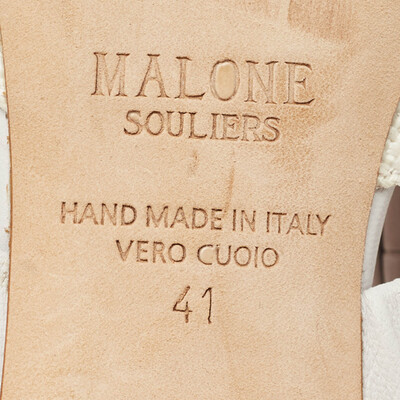 MALONE
SOULIERS
HAND MADE IN ITALY
VERO CUOIO
41